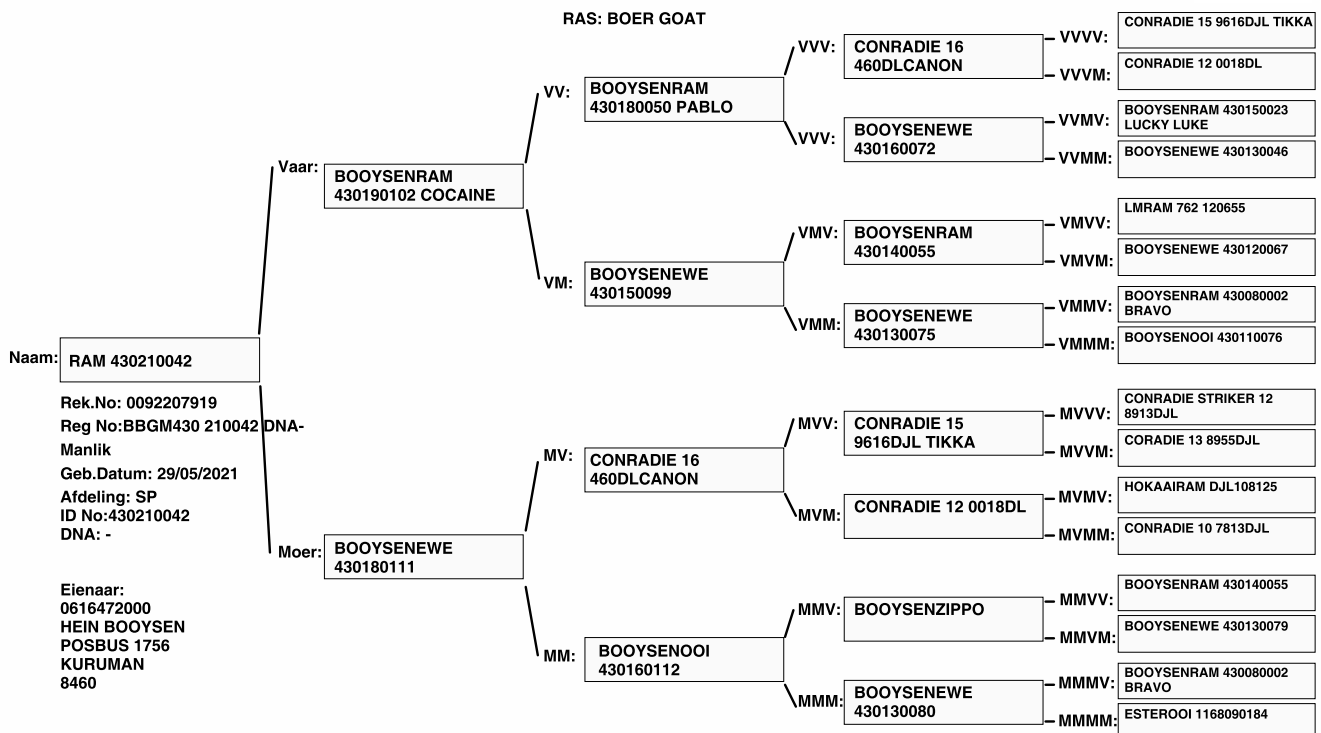 RAS: BOER GOAT
Naam:
RAM 430210042
Rek.No: 0092207919
Reg No:BBGM430 210042 DNA-
Manlik
Geb.Datum: 29/05/2021
Afdeling: SP
ID No:430210042
DNA: -
Eienaar:
0616472000
HEIN BOOYSEN
POSBUS 1756
KURUMAN
8460
Vaar:
BOOYSENRAM
430190102 COCAINE
Moer:
BOOYSENEWE
430180111
VV:
BOOYSENRAM
430180050 PABLO
VM:
BOOYSENEWE
430150099
MV:
CONRADIE 16
460DLCANON
MM:
BOOYSENOOI
430160112
VVV:
CONRADIE 16
460DLCANON
VVV:
BOOYSENEWE
430160072
VMV:
BOOYSENRAM
430140055
VMM:
BOOYSENEWE
430130075
MVV:
CONRADIE 15
9616DJL TIKKA
MVM:
CONRADIE 12 0018DL
MMV:
BOOYSENZIPPO
MMM:
BOOYSENEWE
430130080
VVVV:
CONRADIE 15 9616DJL TIKKA
VVVM:
CONRADIE 12 0018DL
VVMV:
BOOYSENRAM 430150023
LUCKY LUKE
VVMM:
BOOYSENEWE 430130046
VMVV:
LMRAM 762 120655
VMVM:
BOOYSENEWE 430120067
VMMV:
BOOYSENRAM 430080002
BRAVO
VMMM:
BOOYSENOOI 430110076
MVVV:
CONRADIE STRIKER 12
8913DJL
MVVM:
CORADIE 13 8955DJL
MVMV:
HOKAAIRAM DJL108125
MVMM:
CONRADIE 10 7813DJL
MMVV:
BOOYSENRAM 430140055
MMVM:
BOOYSENEWE 430130079
MMMV:
BOOYSENRAM 430080002
BRAVO
MMMM:
ESTEROOI 1168090184